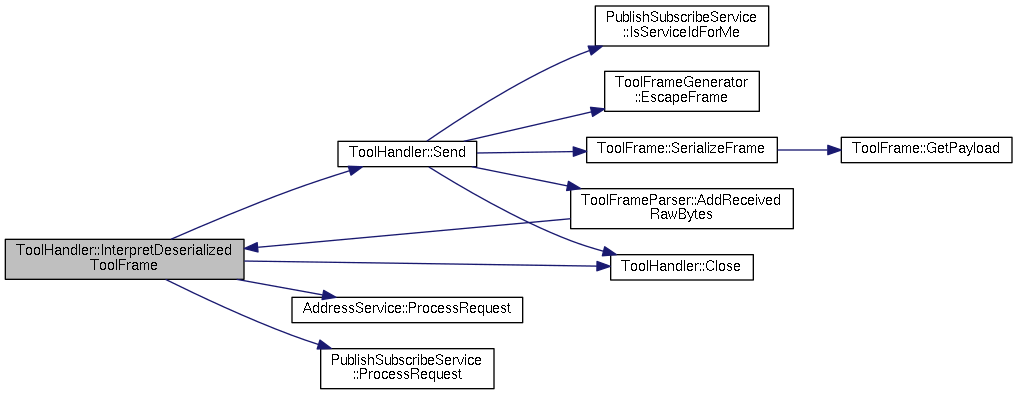 PublishSubscribeService
::IsServiceIdForMe
ToolFrameGenerator
::EscapeFrame
ToolHandler::Send
ToolFrame::SerializeFrame
ToolFrame::GetPayload
ToolFrameParser::AddReceived
RawBytes
ToolHandler::InterpretDeserialized
ToolFrame
ToolHandler::Close
AddressService::ProcessRequest
PublishSubscribeService
::ProcessRequest